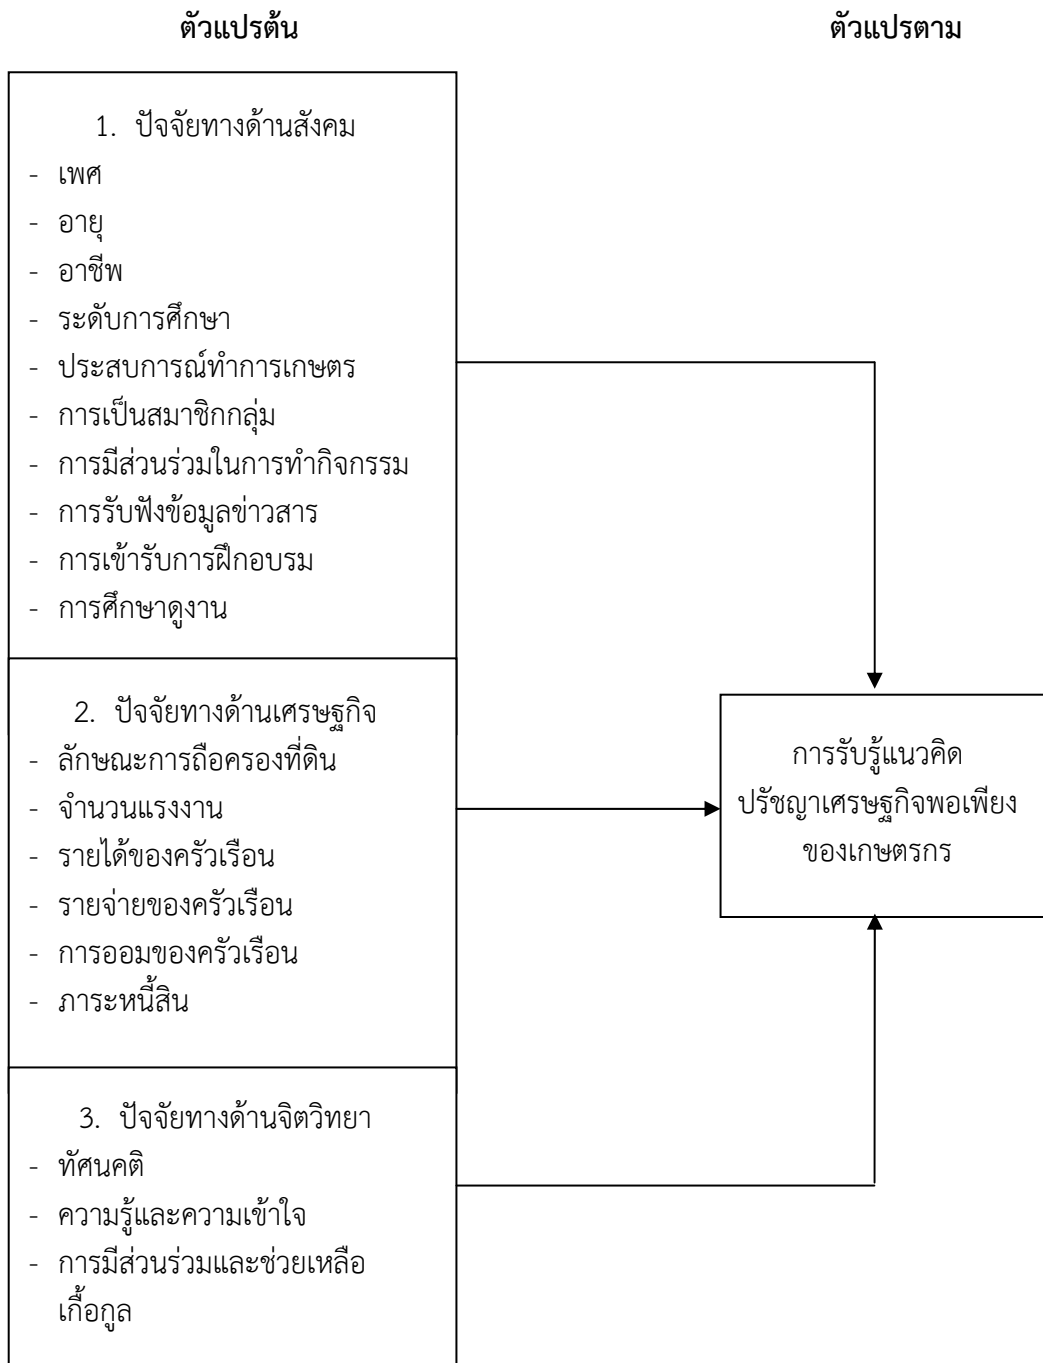 ตัวแปรต้น
ตัวแปรตาม
1. ปัจจัยทางด้านสังคม
- เพศ
- อายุ
- อาชีพ
- ระดับการศึกษา
- ประสบการณ์ทำการเกษตร
- การเป็นสมาชิกกลุ่ม
- การมีส่วนร่วมในการทำกิจกรรม
- การรับฟังข้อมูลข่าวสาร
- การเข้ารับการฝึกอบรม
- การศึกษาดูงาน
2. ปัจจัยทางด้านเศรษฐกิจ
- ลักษณะการถือครองที่ดิน
- จำนวนแรงงาน
- รายได้ของครัวเรือน
- รายจ่ายของครัวเรือน
- การออมของครัวเรือน
- ภาระหนี้สิน
3. ปัจจัยทางด้านจิตวิทยา
- ทัศนคติ
- ความรู้และความเข้าใจ
- การมีส่วนร่วมและช่วยเหลือ
เกื้อกูล
การรับรู้แนวคิด
ปรัชญาเศรษฐกิจพอเพียง
ของเกษตรกร